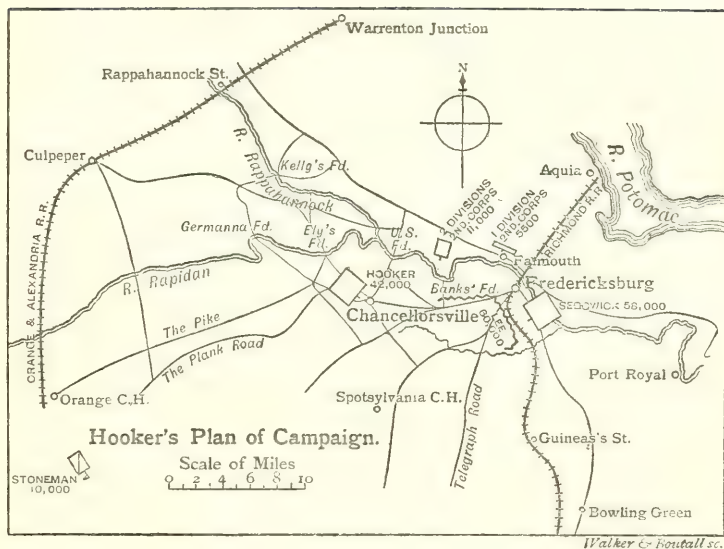 Warrenton Junction
Rappahannock St.
N
Culpeper
R. Rappahannock
Kellg's Fd.
Aquia
R. Potomac
RICHMOND R.R.
2 DIVISIONS
2ND. CORPS
11,000
1 DIVISION
2ND. CORPS
5500
Germanna Fd.
Ely's
Fd.
U.S.
Fd.
Falmouth
R. Rapidan
HOOKER
42,000
Banks' Fd.
Fredericksburg
Chancellorsville
LEE
SEDGWICK 58,000
ORANGE & ALEXANDRIA R.R.
The Pike
The Plank Road
Port Royal
Orange C.H.
Spotsylvania C.H.
Telegraph Road
Hooker's Plan of Campaign.
Guineas's St.
Scale of Miles
0 2 4 6 8 10
STONEMAN
10,000
Bowling Green
Walker & Boutall sc.